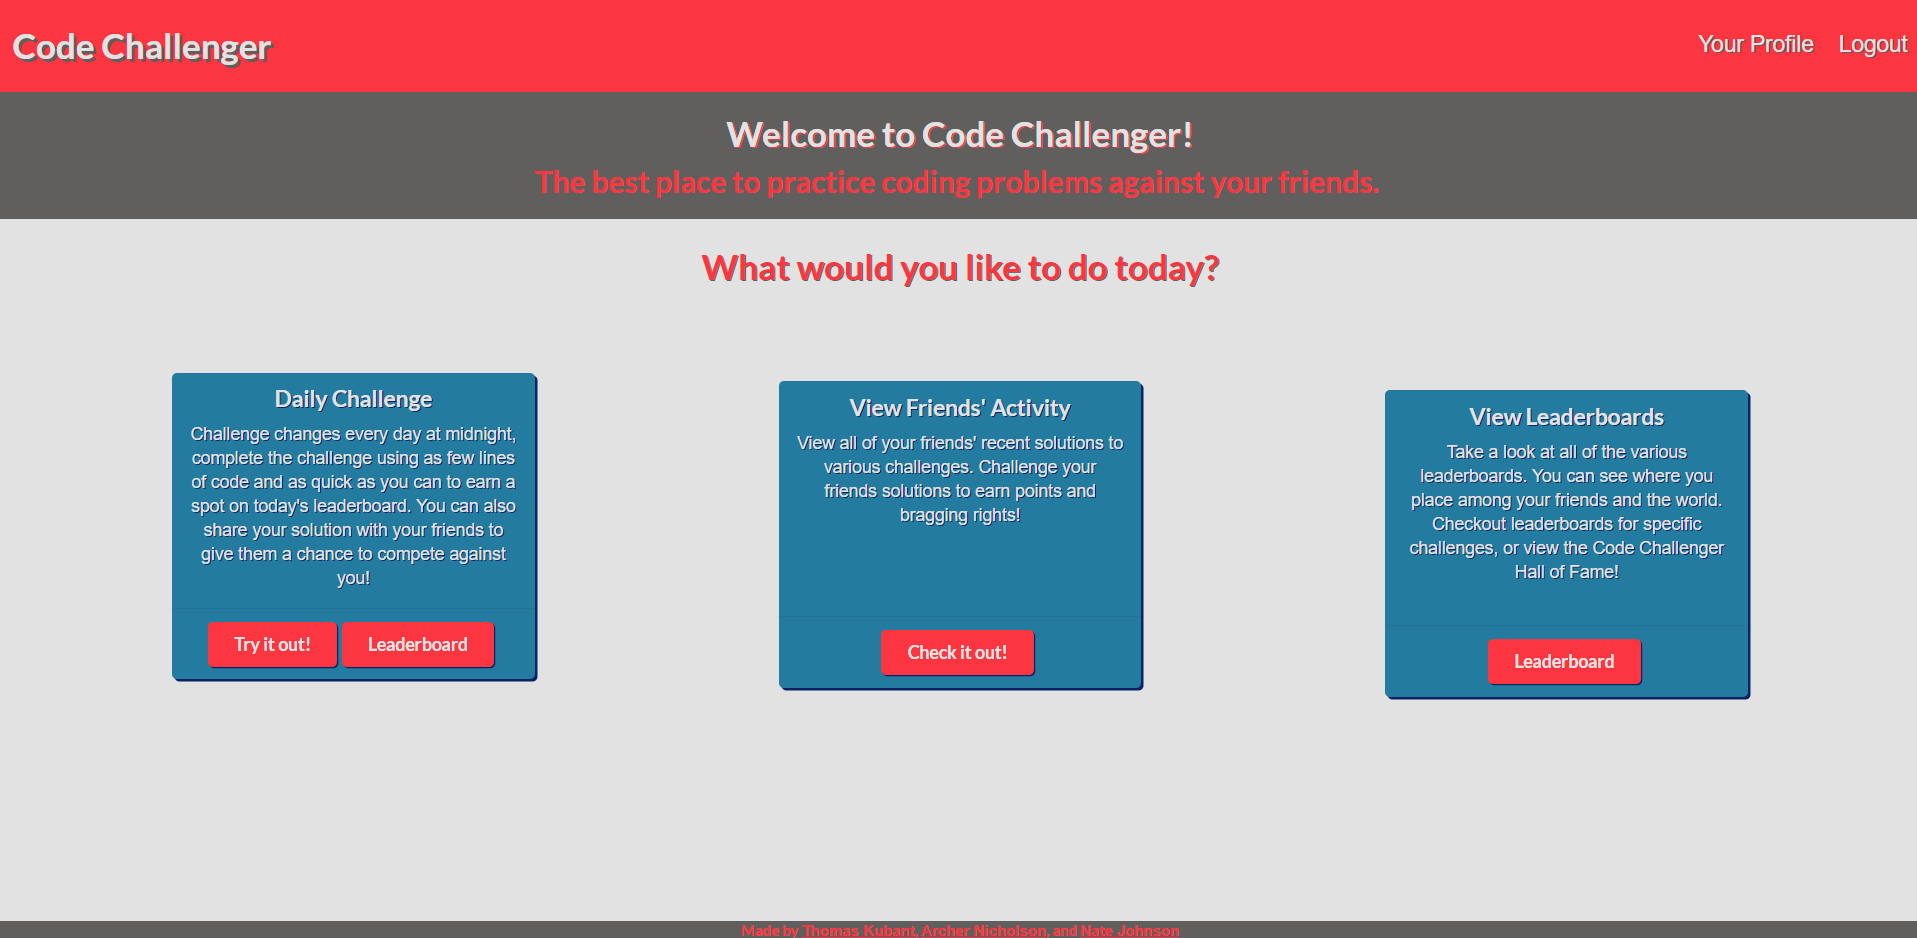 Code Challenger
Your Profile
Logout
Welcome to Code Challenger!
The best place to practice coding problems against your friends.
What would you like to do today?
Daily Challenge
Challenge changes every day at midnight,
complete the challenge using as few lines
of code and as quick as you can to earn a
spot on today's leaderboard. You can also
share your solution with your friends to
give them a chance to compete against
you!
Try it out!
Leaderboard
View Friends' Activity
View all of your friends' recent solutions to
various challenges. Challenge your
friends solutions to earn points and
bragging rights!
Check it out!
View Leaderboards
Take a look at all of the various
leaderboards. You can see where you
place among your friends and the world.
Checkout leaderboards for specific
challenges, or view the Code Challenger
Hall of Fame!
Leaderboard
Made by Thomas Kubant, Archer Nicholson, and Nate Johnson